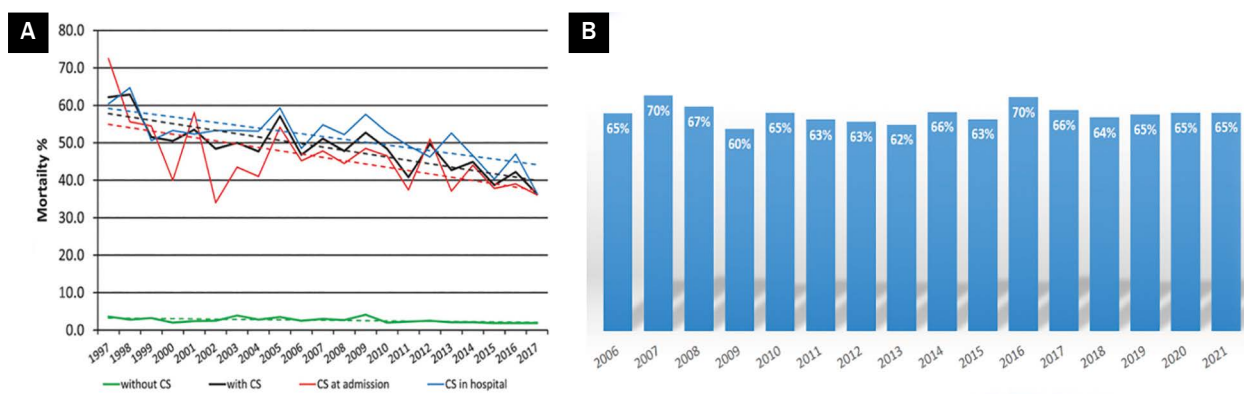 A
80.0
70.0
60.0
50.0
40.0
30.0
20.0
10.0
0.0
Mortailty %
1997 1998 1999 2000 2001 2002 2003 2004 2005 2006 2007 2008 2009 2010 2011 2012 2013 2014 2015 2016 2017
without CS with CS CS at admission CS in hospital
B
65% 70% 67% 60% 65% 63% 63% 62% 66% 63% 70% 66% 64% 65% 65% 65%
2006 2007 2008 2009 2010 2011 2012 2013 2014 2015 2016 2017 2018 2019 2020 2021